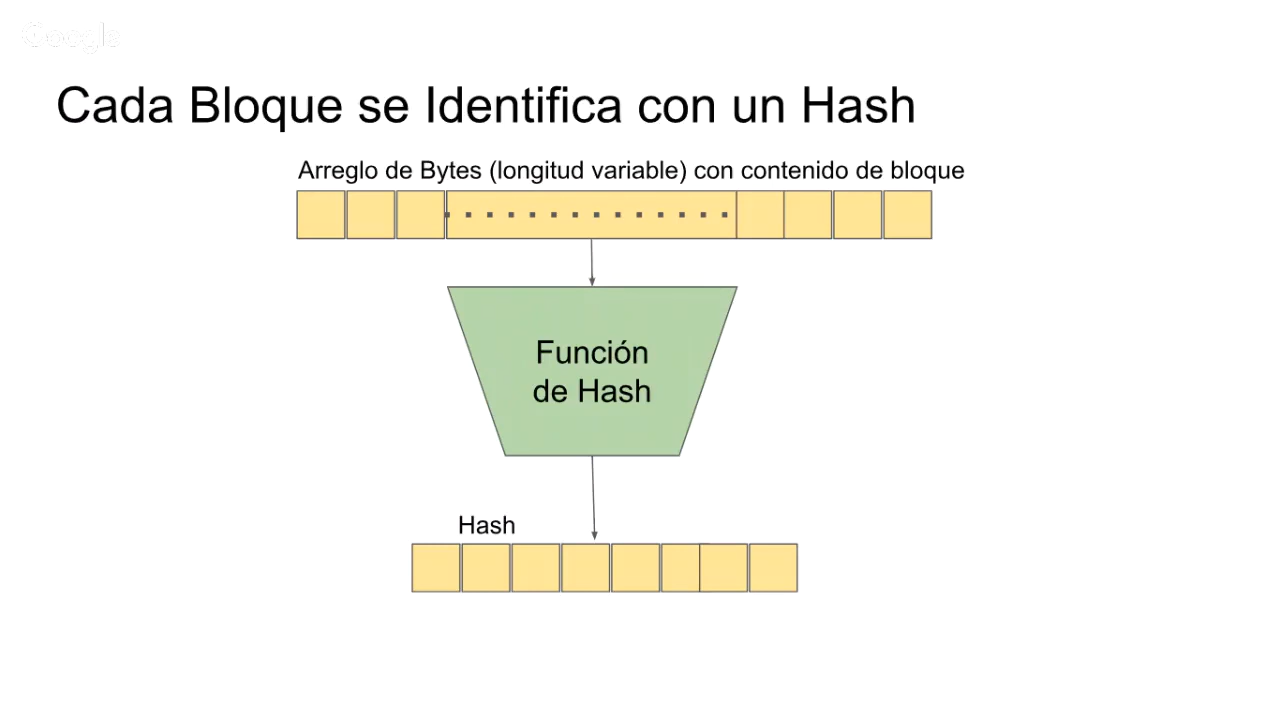 Google
Cada Bloque se Identifica con un Hash
Arreglo de Bytes (longitud variable) con contenido de bloque
Función
de Hash
Hash